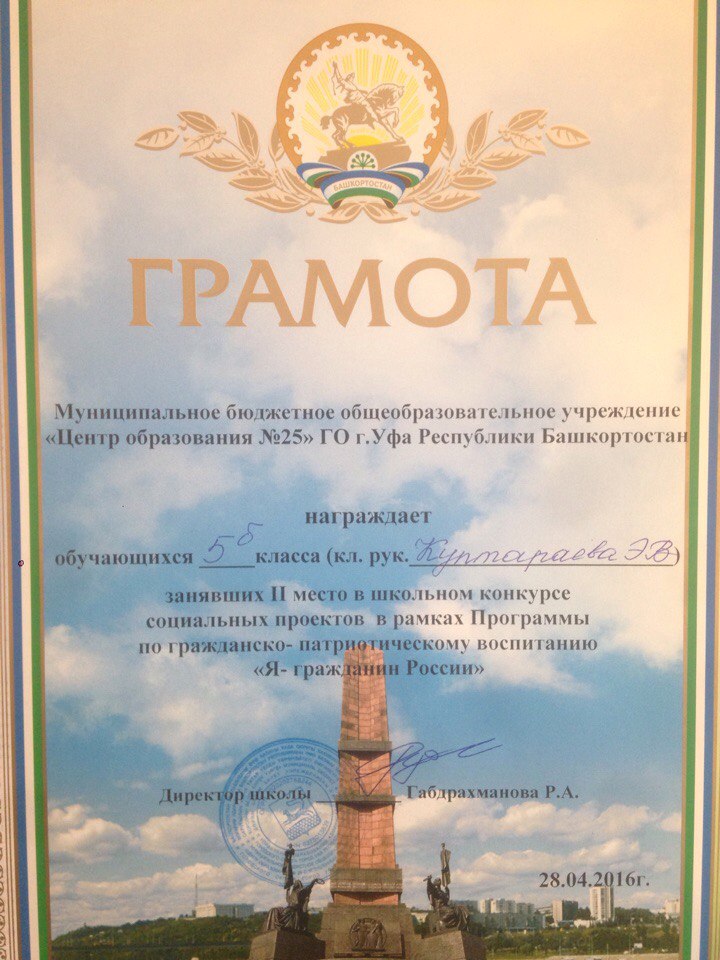 БАШКОРТОСТАН
ГРАМОТА
Муниципальное бюджетное общеобразовательное учреждение
«Центр образования №25» ГО г.Уфа Республики Башкортостан
награждает
обучающихся 5б класса (кл. рук. Куртараева Э.В.)
занявших II место в школьном конкурсе
социальных проектов в рамках Программы
по гражданско- патриотическому воспитанию
«Я- гражданин России»
Директор школы Габдрахманова Р.А.
28.04.2016г.